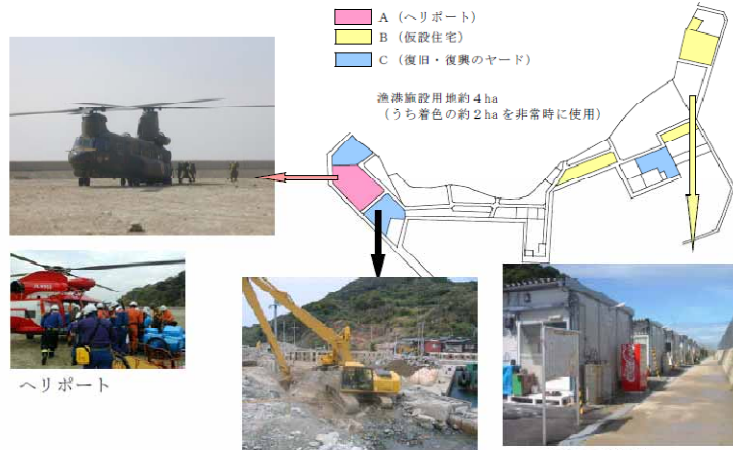 A（ヘリポート）
B（仮設住宅）
C（復旧・復興のヤード）
漁港施設用地約４ha
（うち着色の約２haを非常時に使用）
ヘリポート